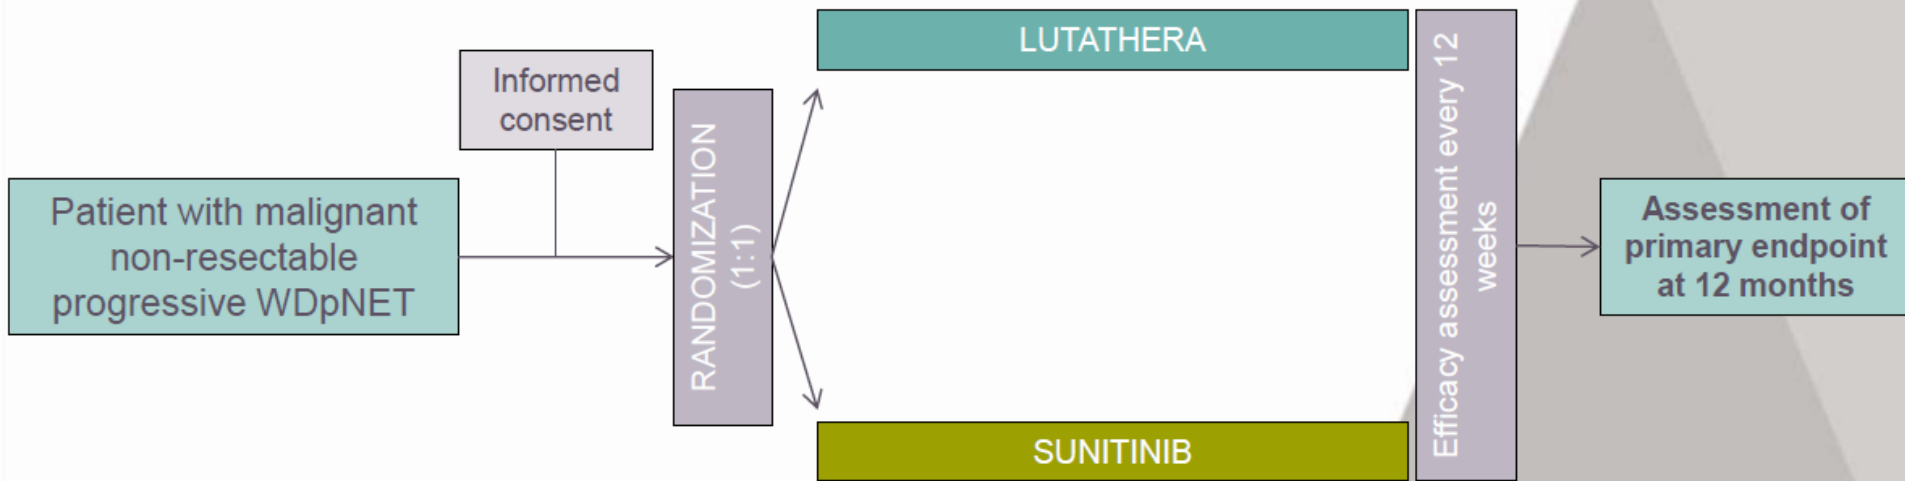 Patient with malignant
non-resectable
progressive WDpNET
Informed
consent
RANDOMIZATION
(1:1)
LUTATHERA
SUNITINIB
Efficacy assessment every 12
weeks
Assessment of
primary endpoint
at 12 months